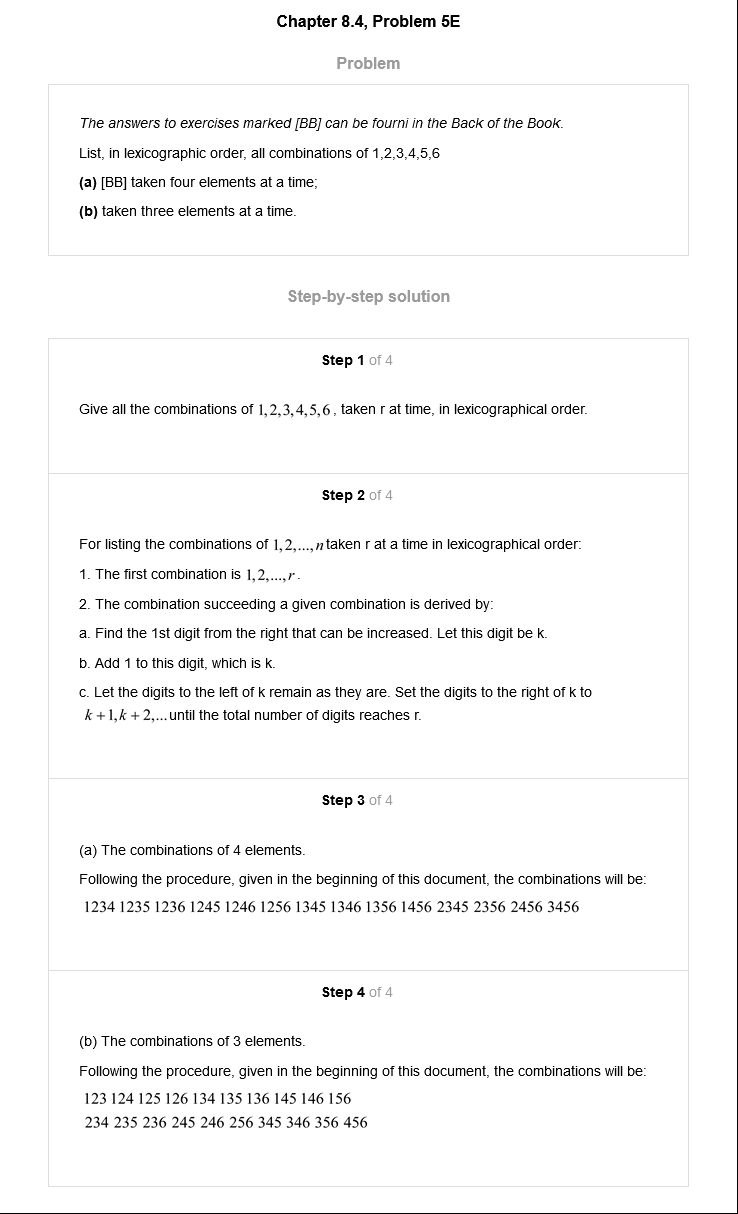 Chapter 8.4, Problem 5E
Problem
The answers to exercises marked [BB] can be fourni in the Back of the Book.
List, in lexicographic order, all combinations of 1,2,3,4,5,6
(a) [BB] taken four elements at a time;
(b) taken three elements at a time.
Step-by-step solution
Step 1 of 4
Give all the combinations of 1,2,3,4,5,6, taken r at time, in lexicographical order.
Step 2 of 4
For listing the combinations of 1,2,...,n taken r at a time in lexicographical order:
1. The first combination is 1,2,...,r.
2. The combination succeeding a given combination is derived by:
a. Find the 1st digit from the right that can be increased. Let this digit be k.
b. Add 1 to this digit, which is k.
c. Let the digits to the left of k remain as they are. Set the digits to the right of k to
k+1,k+2,... until the total number of digits reaches r.
Step 3 of 4
(a) The combinations of 4 elements.
Following the procedure, given in the beginning of this document, the combinations will be:
1234 1235 1236 1245 1246 1256 1345 1346 1356 1456 2345 2356 2456 3456
Step 4 of 4
(b) The combinations of 3 elements.
Following the procedure, given in the beginning of this document, the combinations will be:
123 124 125 126 134 135 136 145 146 156
234 235 236 245 246 256 345 346 356 456